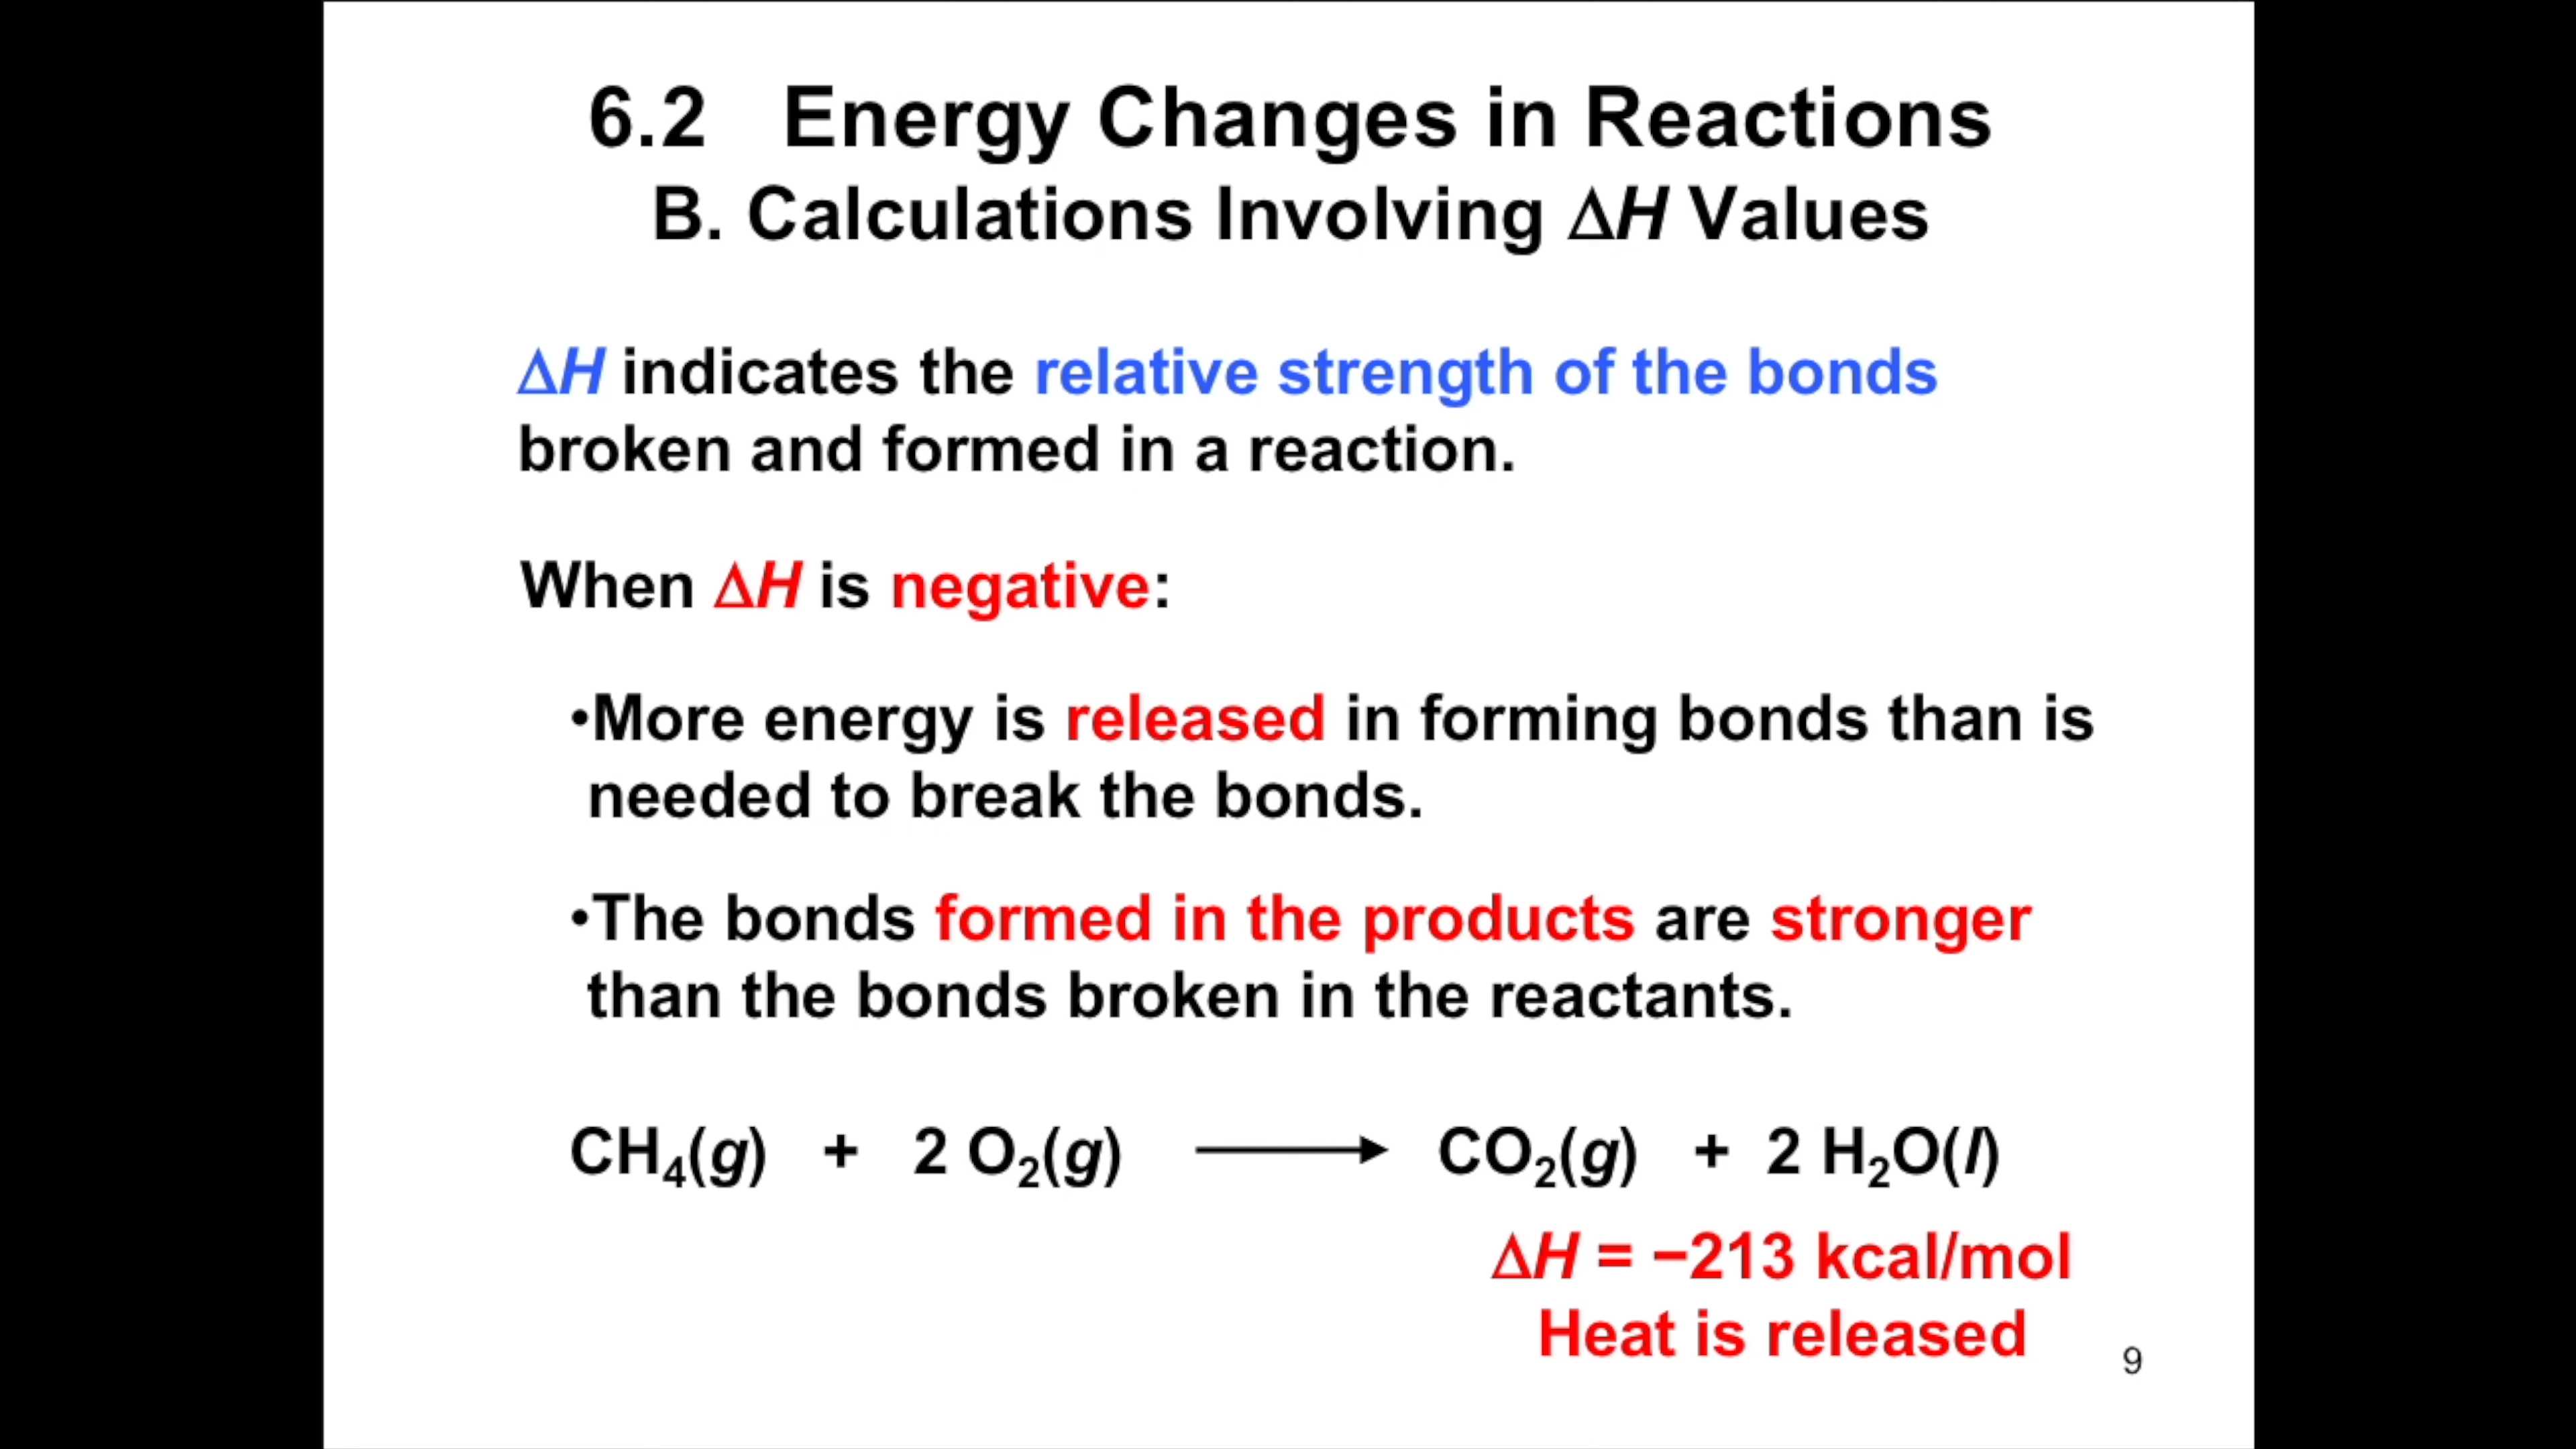 6.2 Energy Changes in Reactions
B. Calculations Involving ΔH Values
ΔH indicates the relative strength of the bonds
broken and formed in a reaction.
When ΔH is negative:
•More energy is released in forming bonds than is
needed to break the bonds.
•The bonds formed in the products are stronger
than the bonds broken in the reactants.
CH₄(g) + 2 O₂(g) ⟶ CO₂(g) + 2 H₂O(l)
ΔH = −213 kcal/mol
Heat is released
9